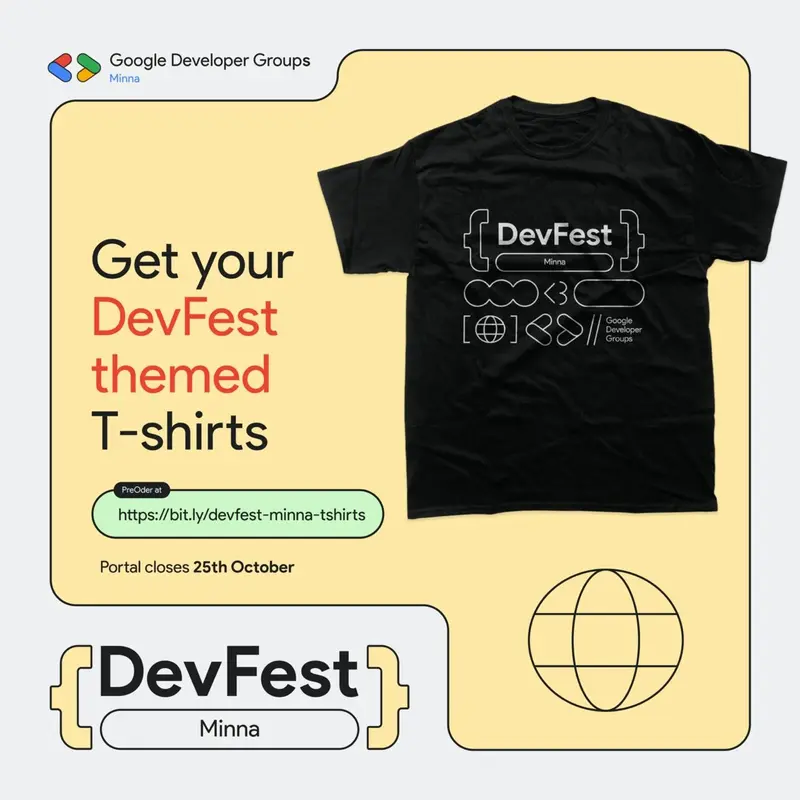 Google Developer Groups
Minna
Get your
DevFest
themed
T-shirts
PreOder at
https://bit.ly/devfest-minna-tshirts
Portal closes 25th October
DevFest
Minna
Google
Developer
Groups
DevFest
Minna